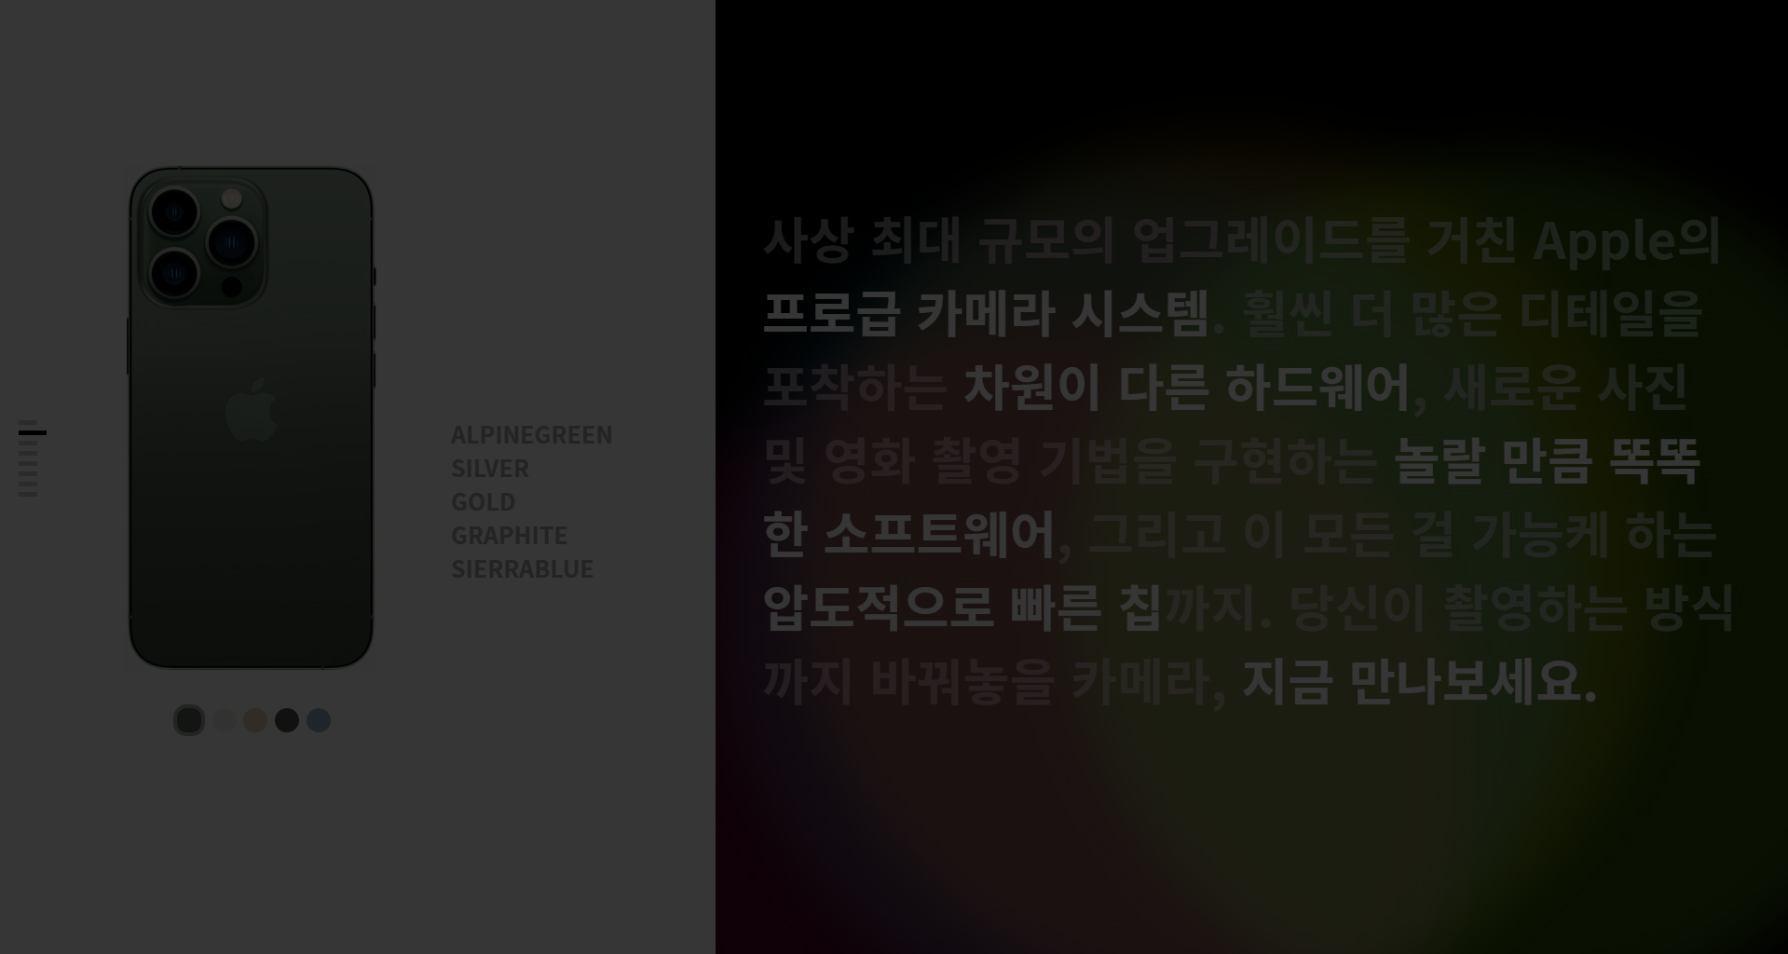 ALPINEGREEN
SILVER
GOLD
GRAPHITE
SIERRABLUE
사상 최대 규모의 업그레이드를 거친 Apple의
프로급 카메라 시스템. 훨씬 더 많은 디테일을
포착하는 차원이 다른 하드웨어, 새로운 사진
및 영화 촬영 기법을 구현하는 놀랄 만큼 똑똑
한 소프트웨어, 그리고 이 모든 걸 가능케 하는
압도적으로 빠른 칩까지. 당신이 촬영하는 방식
까지 바꿔놓을 카메라, 지금 만나보세요.